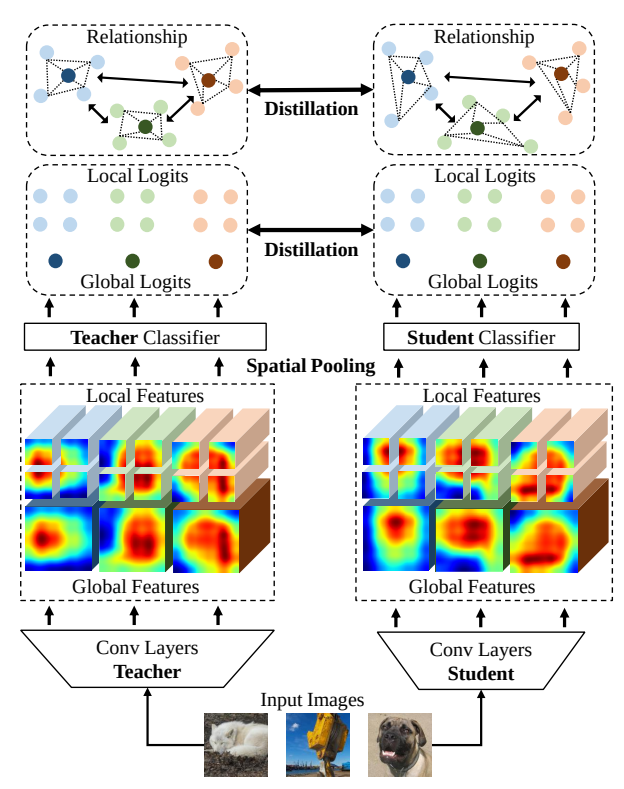 Relationship
Relationship
Distillation
Local Logits
Local Logits
Distillation
Global Logits
Global Logits
Teacher Classifier
Student Classifier
Spatial Pooling
Local Features
Local Features
Global Features
Global Features
Conv Layers
Teacher
Conv Layers
Student
Input Images